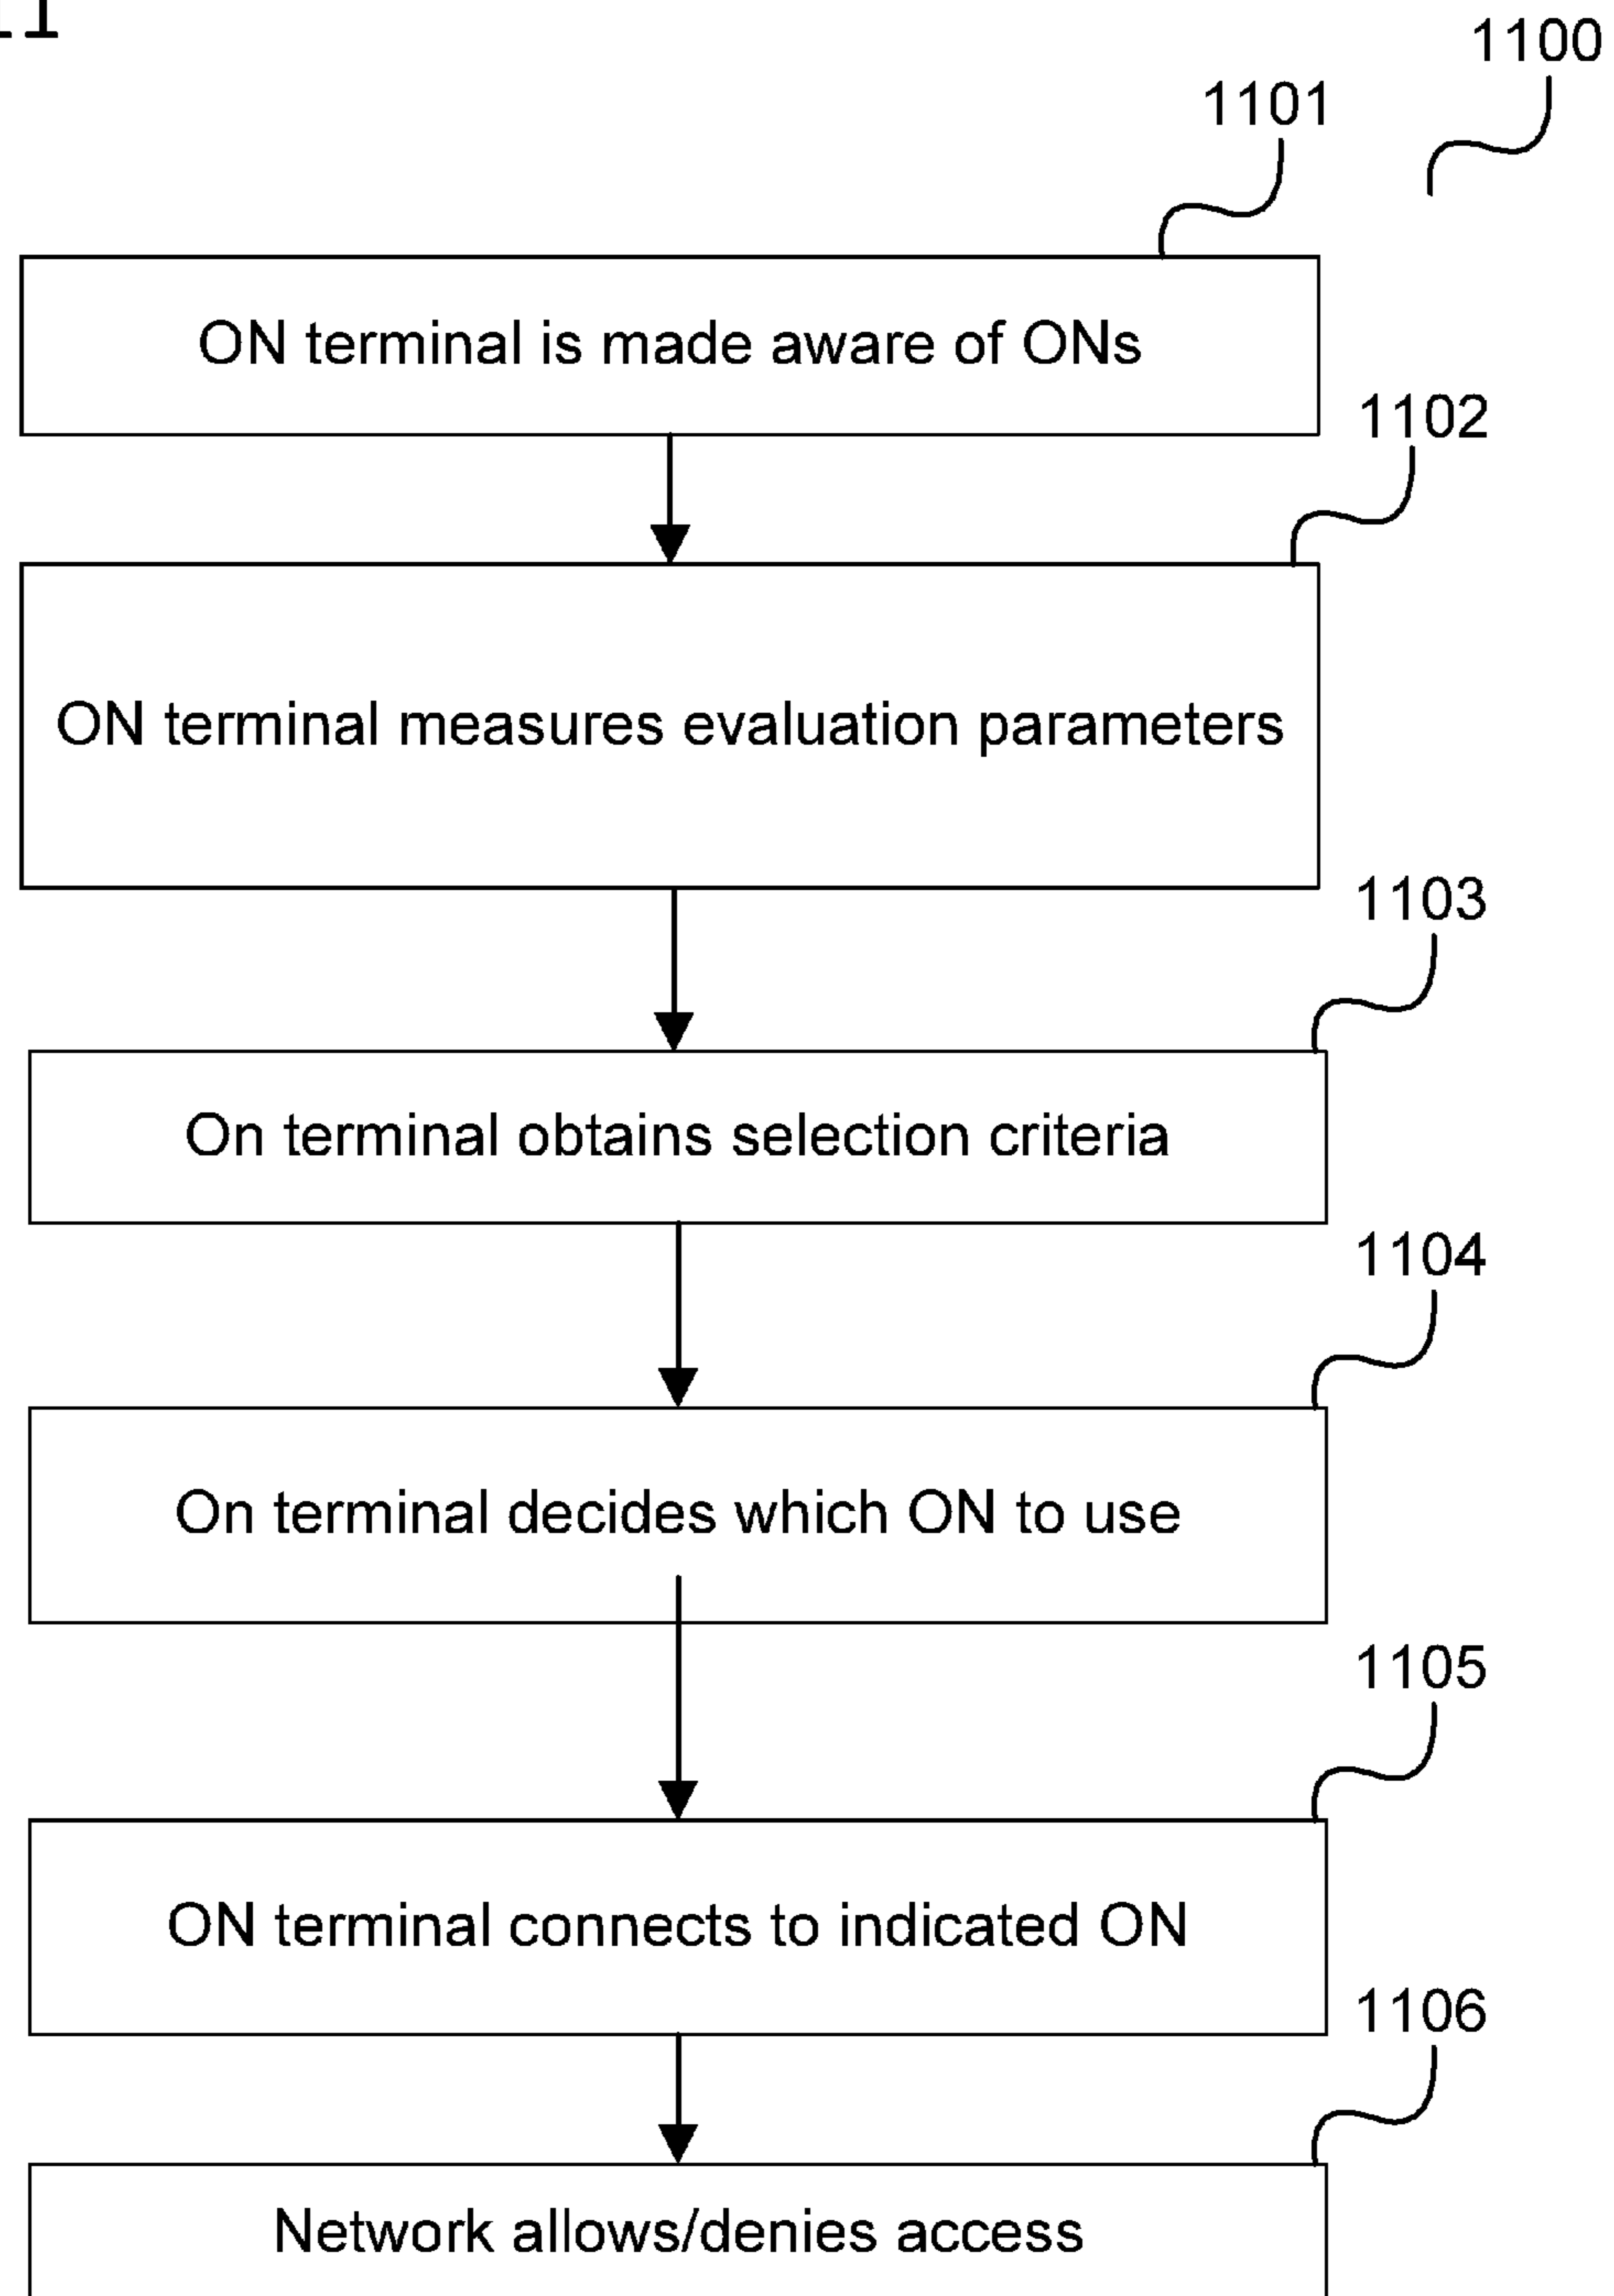 11
1100
1101
ON terminal is made aware of ONs
1102
ON terminal measures evaluation parameters
1103
On terminal obtains selection criteria
1104
On terminal decides which ON to use
1105
ON terminal connects to indicated ON
1106
Network allows/denies access